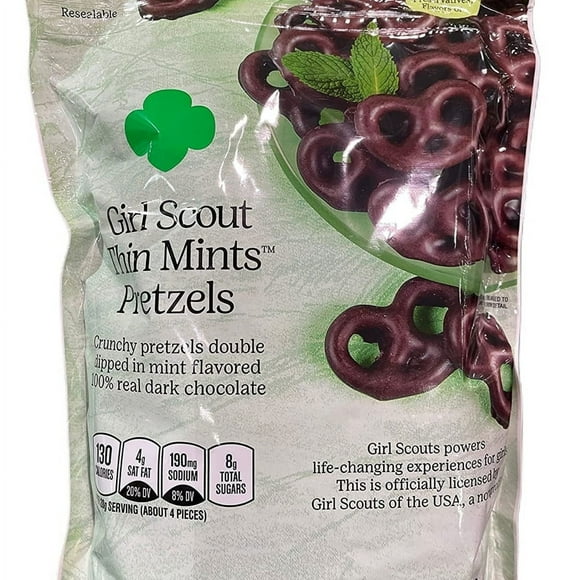 Resealable
Flavors or
Girl Scout
Thin Mints™
Pretzels
Crunchy pretzels double
dipped in mint flavored
100% real dark chocolate
130
CALORIES
4g
SAT FAT
20% DV
190mg
SODIUM
8% DV
8g
TOTAL
SUGARS
SERVING (ABOUT 4 PIECES)
Girl Scouts powers
life-changing experiences for
This is officially licensed by
Girl Scouts of the USA, a